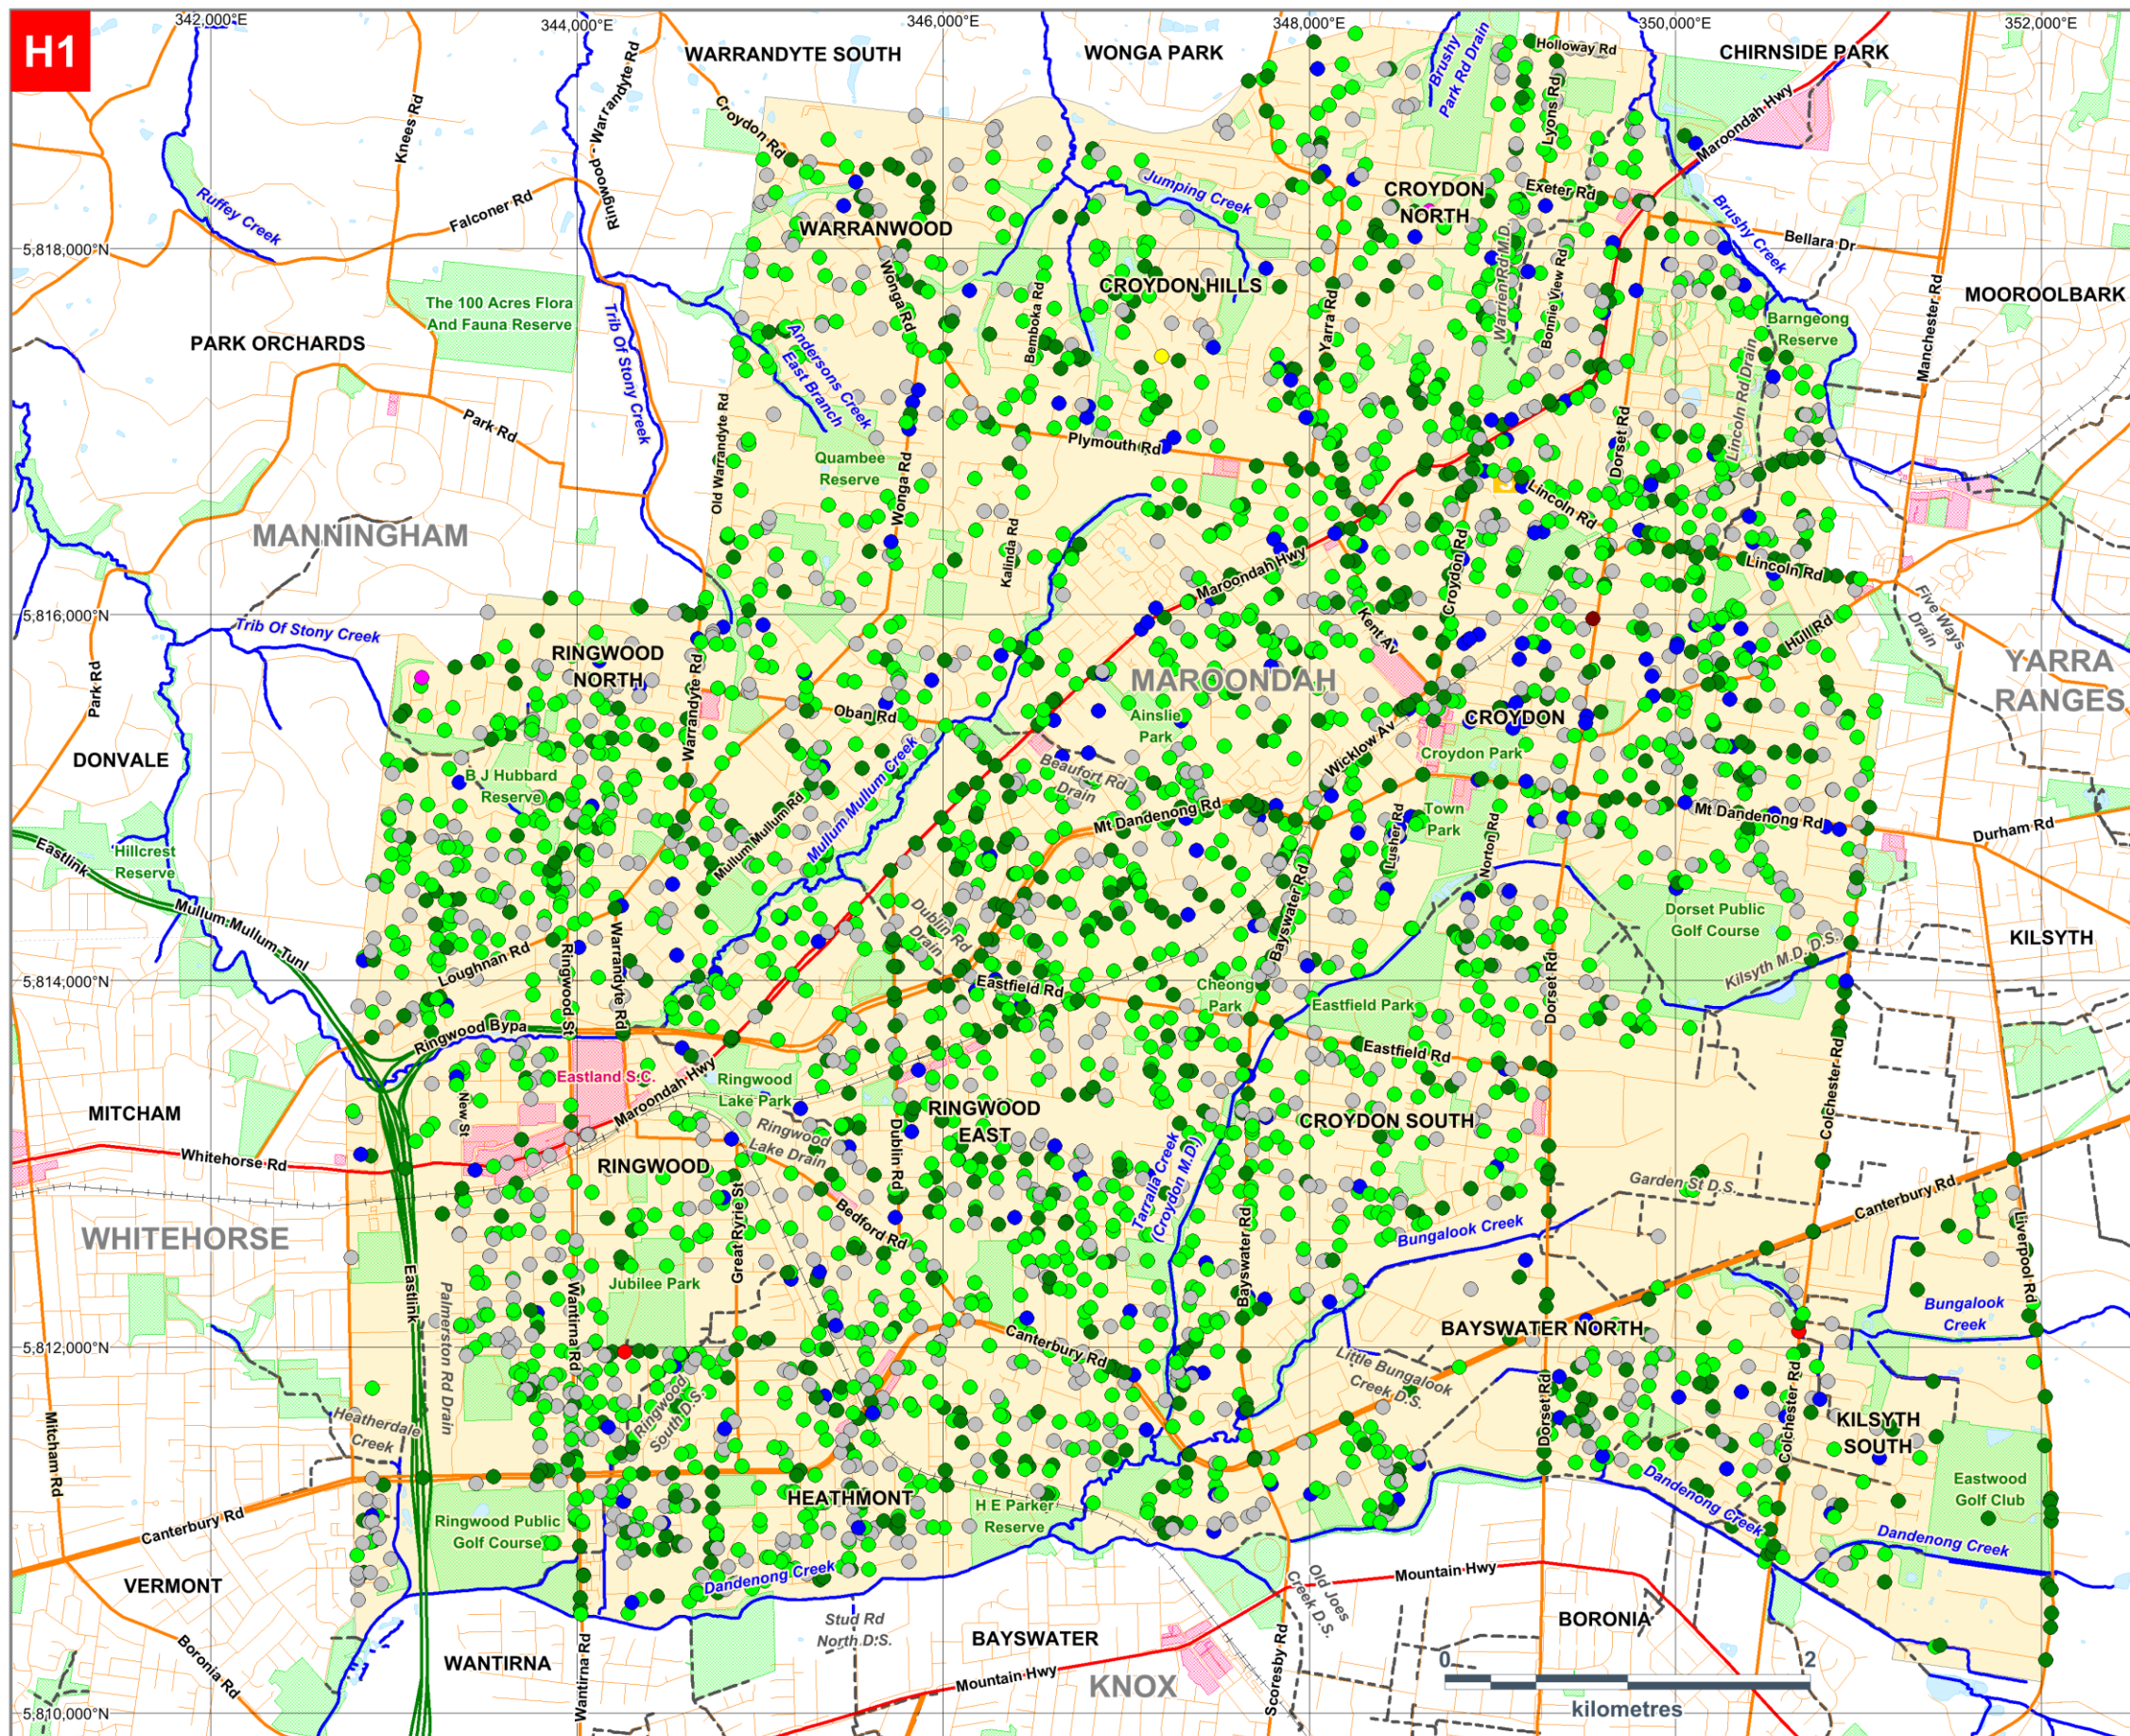 H1
342,000°E
344,000°E
346,000°E
348,000°E
350,000°E
352,000°E
WARRANDYTE SOUTH
WONGA PARK
CHIRNSIDE PARK
Holloway Rd
Brushy
Park Rd Drain
Lyons Rd
Maroondah Hwy
Knees Rd
Ringwood - Warrandyte Rd
Croydon Rd
Ruffey Creek
Falconer Rd
Jumping Creek
CROYDON
NORTH
Exeter Rd
Brushy Creek
Bellara Dr
5,818,000°N
WARRANWOOD
Wonga Rd
CROYDON HILLS
Warrien Rd M.D.
Bonnie View Rd
Manchester Rd
MOOROOLBARK
The 100 Acres Flora
And Fauna Reserve
Trib Of Stony Creek
Bemboka Rd
Yarra Rd
Barngeong
Reserve
PARK ORCHARDS
Andersons Creek
East Branch
Lincoln Rd Drain
Park Rd
Old Warrandyte Rd
Plymouth Rd
Dorset Rd
Quambee
Reserve
Wonga Rd
Lincoln Rd
MANNINGHAM
Kalinda Rd
Maroondah Hwy
Croydon Rd
Lincoln Rd
5,816,000°N
Trib Of Stony Creek
Kent Av
Hull Rd
Five Ways
Drain
RINGWOOD
NORTH
Warrandyte Rd
MAROONDAH
YARRA
RANGES
Park Rd
Oban Rd
Ainslie
Park
CROYDON
DONVALE
B J Hubbard
Reserve
Mullum Mullum Creek
Beaufort Rd
Drain
Wicklow Av
Croydon Park
Mullum Mullum Rd
Mt Dandenong Rd
Town
Park
Mt Dandenong Rd
Durham Rd
Eastlink
Hillcrest
Reserve
Lusher Rd
Norton Rd
Mullum Mullum Tunl
Dublin Rd
Drain
Bayswater Rd
Dorset Public
Golf Course
KILSYTH
Loughnan Rd
Ringwood St
Warrandyte Rd
Kilsyth M.D. D.S.
5,814,000°N
Eastfield Rd
Cheong
Park
Eastfield Park
Dorset Rd
Ringwood Bypa
Eastfield Rd
Eastland S.C.
Maroondah Hwy
Ringwood
Lake Park
Colchester Rd
MITCHAM
New St
Ringwood
Lake Drain
RINGWOOD
EAST
CROYDON SOUTH
Whitehorse Rd
RINGWOOD
Dublin Rd
Tarralla Creek
(Croydon M.D.)
Garden St D.S.
Canterbury Rd
WHITEHORSE
Great Ryrie St
Bedford Rd
Bayswater Rd
Bungalook Creek
Liverpool Rd
Eastlink
Palmerston Rd Drain
Wantirna Rd
Jubilee Park
Bungalook
Creek
5,812,000°N
Canterbury Rd
BAYSWATER NORTH
Little Bungalook
Creek D.S.
Ringwood
South D.S.
Heatherdale
Creek
Mitcham Rd
Dorset Rd
Colchester Rd
KILSYTH
SOUTH
Canterbury Rd
HEATHMONT
H E Parker
Reserve
Ringwood Public
Golf Course
Dandenong Creek
Eastwood
Golf Club
Dandenong Creek
VERMONT
Dandenong Creek
Old Joes
Creek D.S.
Mountain Hwy
Stud Rd
North D.S.
BORONIA
BAYSWATER
Boronia Rd
WANTIRNA
Wantirna Rd
Mountain Hwy
KNOX
Scoresby Rd
0
2
kilometres
5,810,000°N